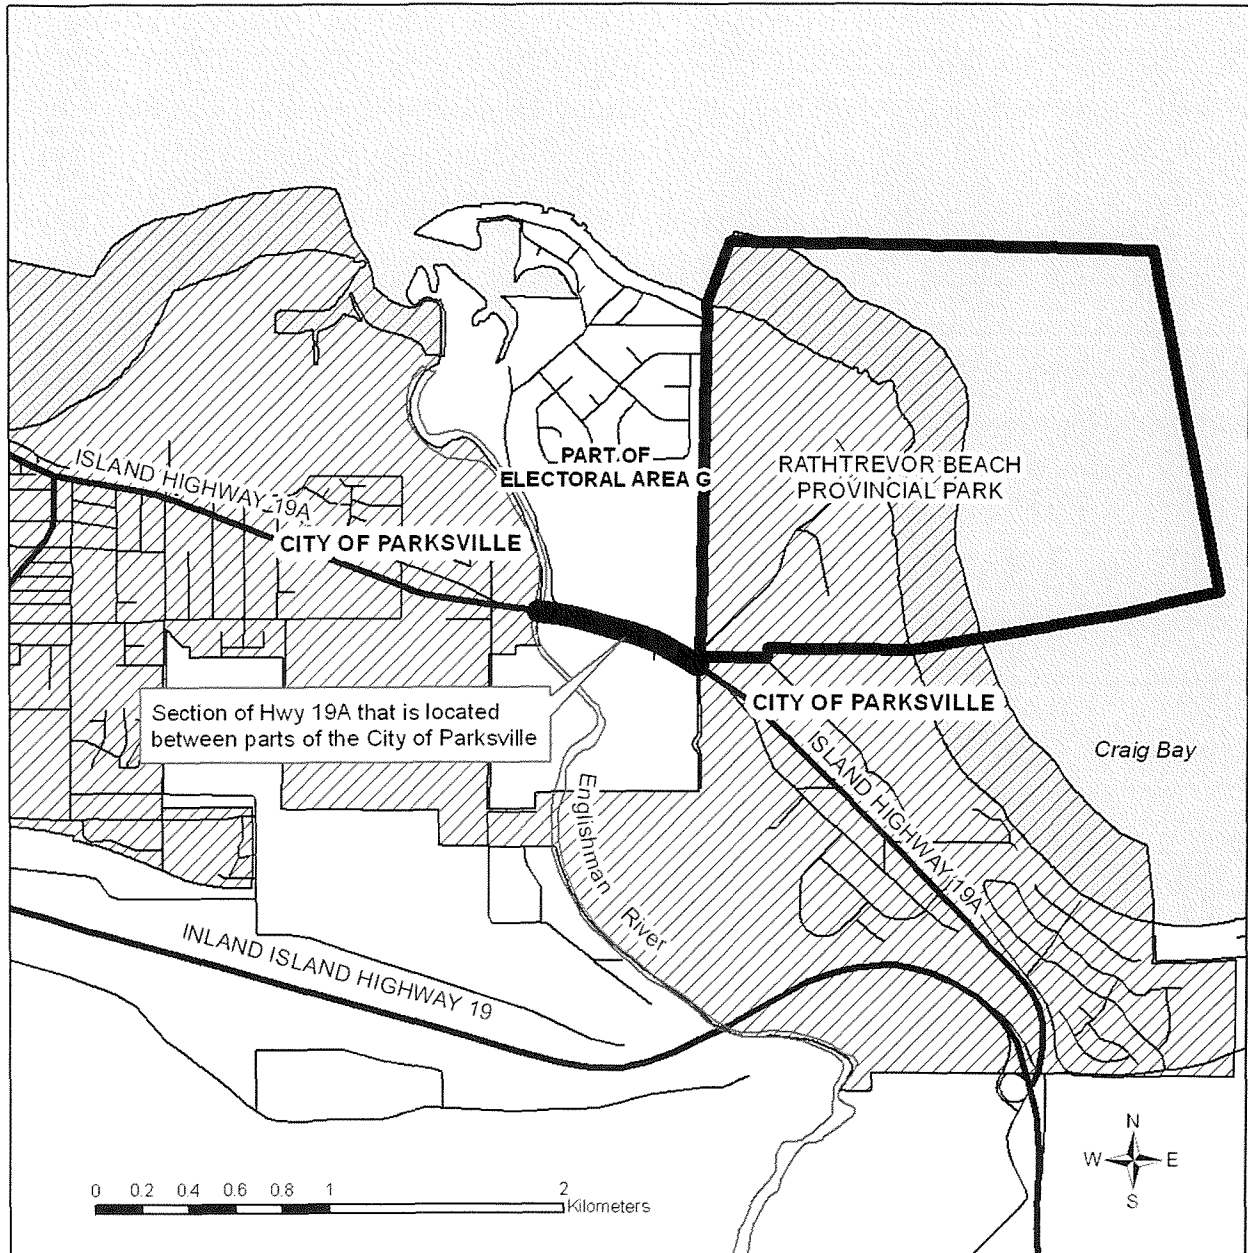 PART OF
ELECTORAL AREA G
RATHTREVOR BEACH
PROVINCIAL PARK
ISLAND HIGHWAY 19A
CITY OF PARKSVILLE
Section of Hwy 19A that is located
between parts of the City of Parksville
CITY OF PARKSVILLE
Craig Bay
ISLAND HIGHWAY 19A
Englishman River
INLAND ISLAND HIGHWAY 19
N
W E
S
0 0.2 0.4 0.6 0.8 1 2
Kilometers